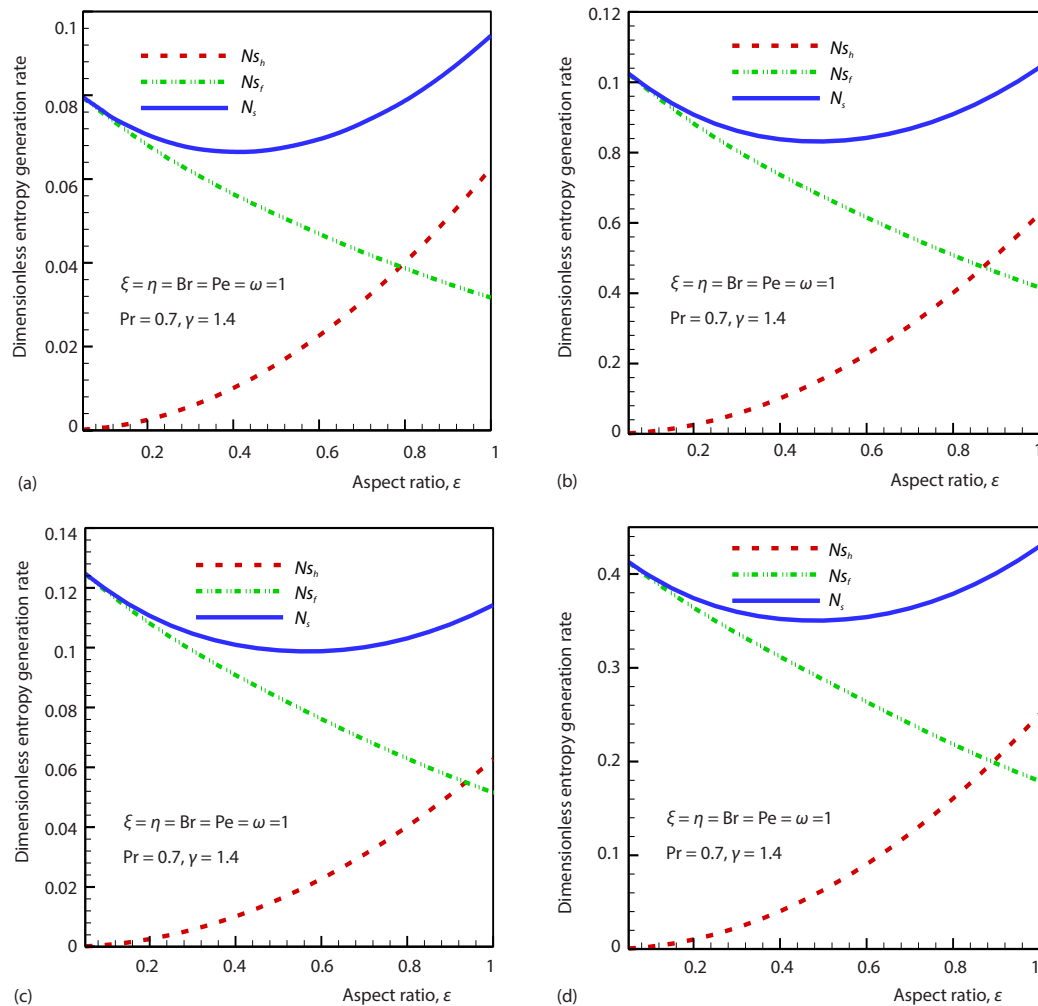 0.1
0.08
0.06
0.04
0.02
0
Dimensionless entropy generation rate
Ns_h
Ns_f
N_s
ξ = η = Br = Pe = ω =1
Pr = 0.7, γ = 1.4
0.2 0.4 0.6 0.8 1
(a)
Aspect ratio, ε
0.12
0.1
0.8
0.6
0.4
0.2
0
Dimensionless entropy generation rate
Ns_h
Ns_f
N_s
ξ = η = Br = Pe = ω =1
Pr = 0.7, γ = 1.4
0.2 0.4 0.6 0.8 1
(b)
Aspect ratio, ε
0.14
0.12
0.1
0.08
0.06
0.04
0.02
0
Dimensionless entropy generation rate
Ns_h
Ns_f
N_s
ξ = η = Br = Pe = ω =1
Pr = 0.7, γ = 1.4
0.2 0.4 0.6 0.8 1
(c)
Aspect ratio, ε
0.4
0.3
0.2
0.1
0
Dimensionless entropy generation rate
Ns_h
Ns_f
N_s
ξ = η = Br = Pe = ω =1
Pr = 0.7, γ = 1.4
0.2 0.4 0.6 0.8 1
(d)
Aspect ratio, ε